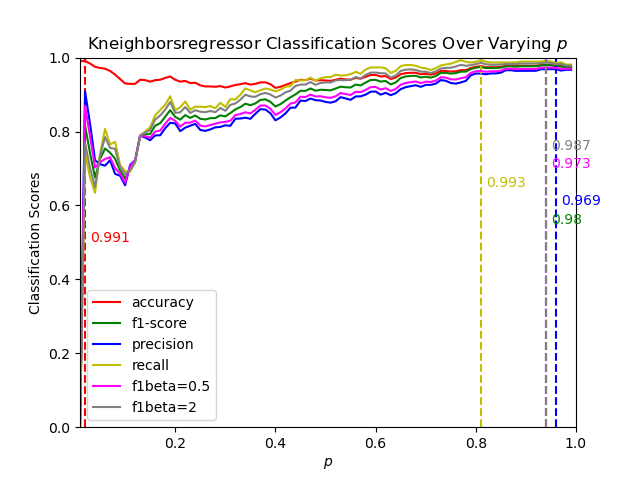 Kneighborsregressor Classification Scores Over Varying p
Classification Scores
1.0
0.8
0.6
0.4
0.2
0.0
0.987
0.973
0.993
0.969
0.98
0.991
accuracy
f1-score
precision
recall
f1beta=0.5
f1beta=2
0.2 0.4 0.6 0.8 1.0
p